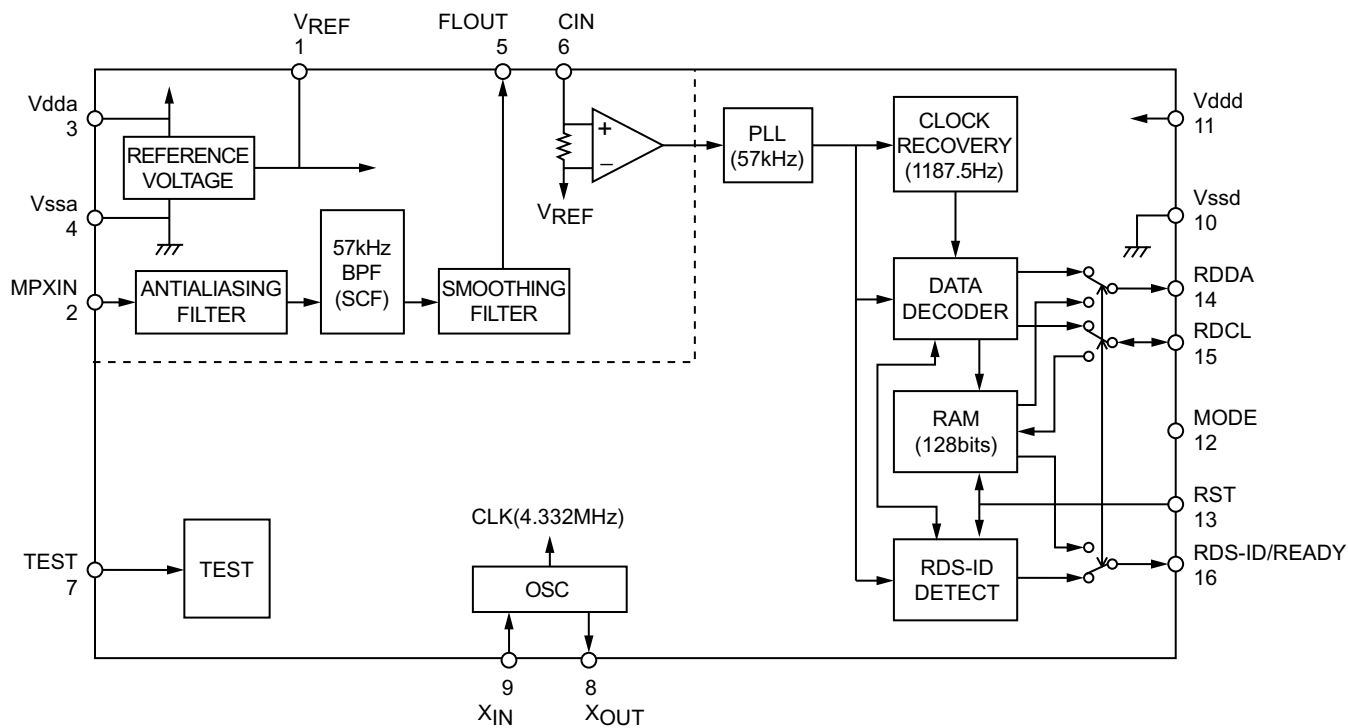 VREF
1
FLOUT
5
CIN
6
Vdda
3
REFERENCE
VOLTAGE
Vssa
4
MPXIN
2
ANTIALIASING
FILTER
57kHz
BPF
(SCF)
SMOOTHING
FILTER
+
–
VREF
PLL
(57kHz)
CLOCK
RECOVERY
(1187.5Hz)
DATA
DECODER
RAM
(128bits)
RDS-ID
DETECT
Vddd
11
Vssd
10
RDDA
14
RDCL
15
MODE
12
RST
13
RDS-ID/READY
16
TEST
7
TEST
CLK(4.332MHz)
OSC
9
XIN
8
XOUT